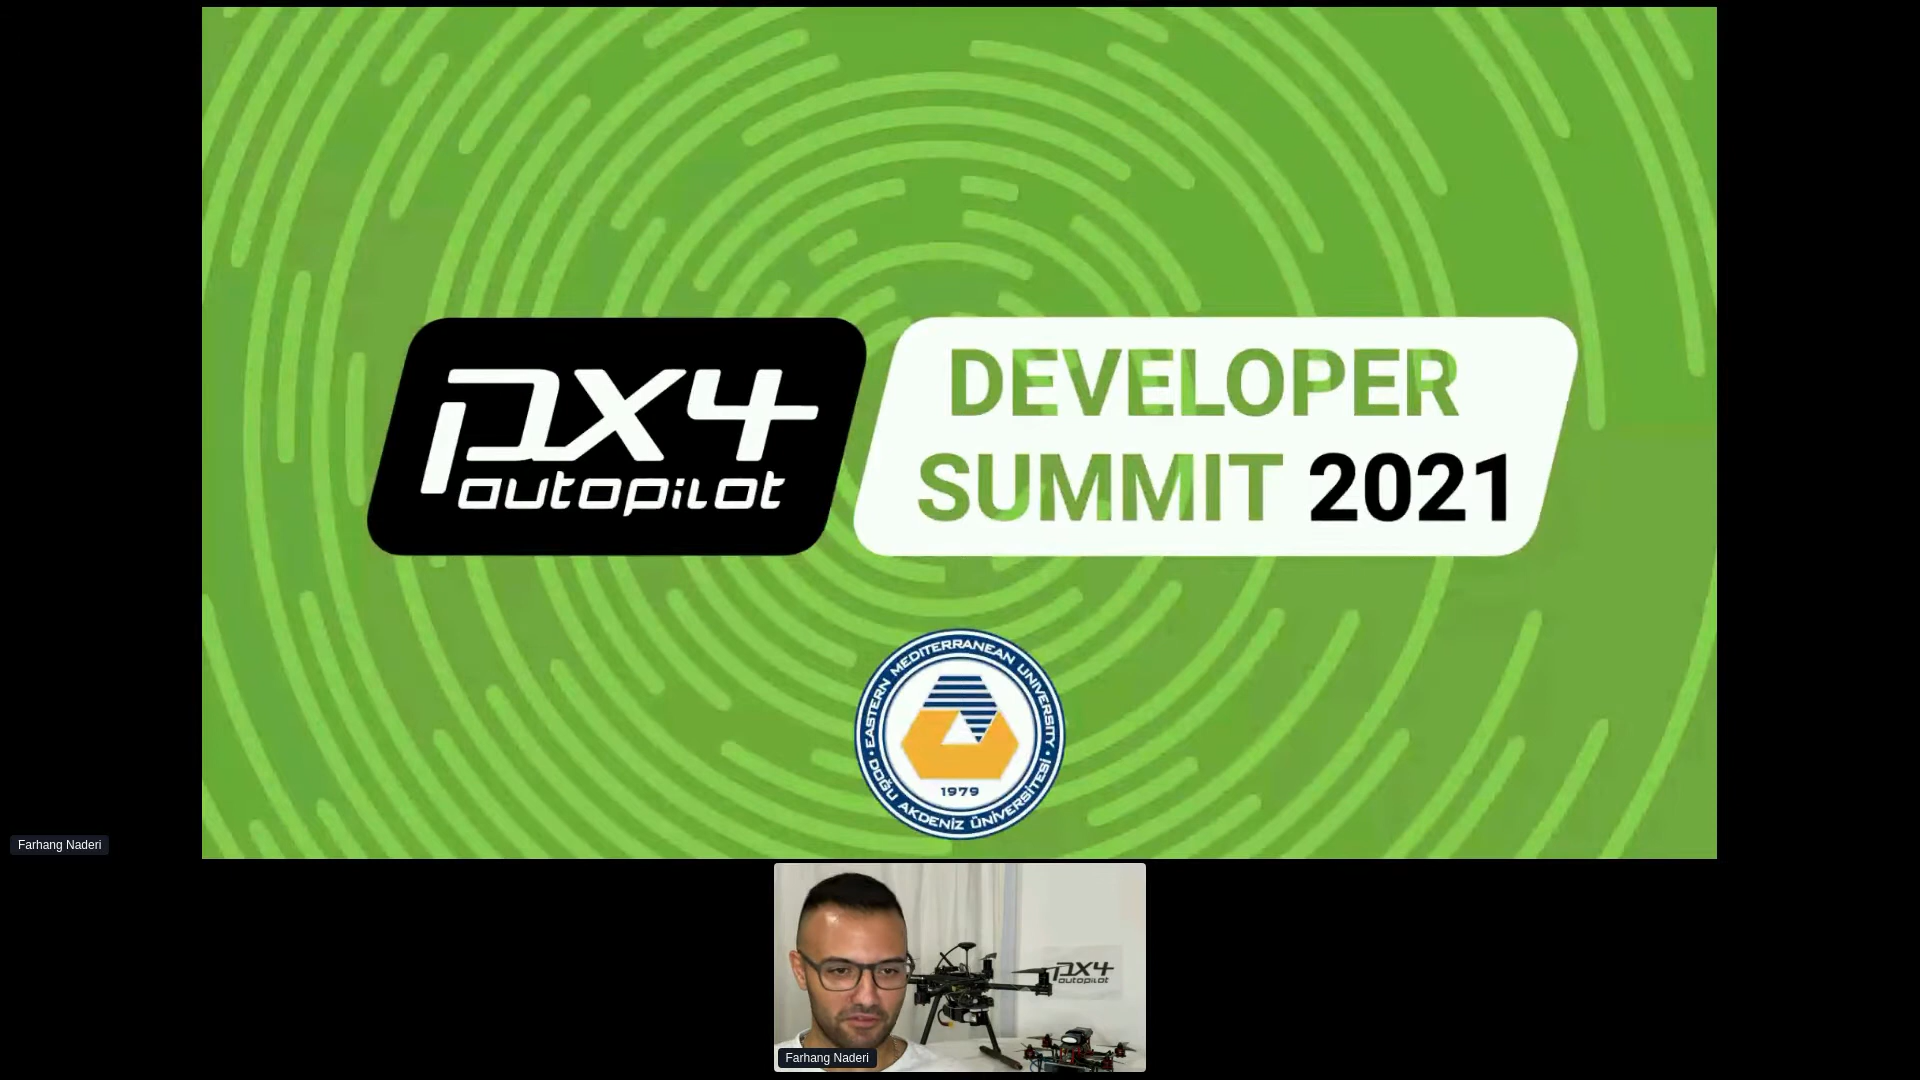 px4
autopilot
DEVELOPER
SUMMIT 2021
EASTERN MEDITERRANEAN UNIVERSITY
1979
DOĞU AKDENİZ ÜNİVERSİTESİ
Farhang Naderi
px4
autopilot
Farhang Naderi